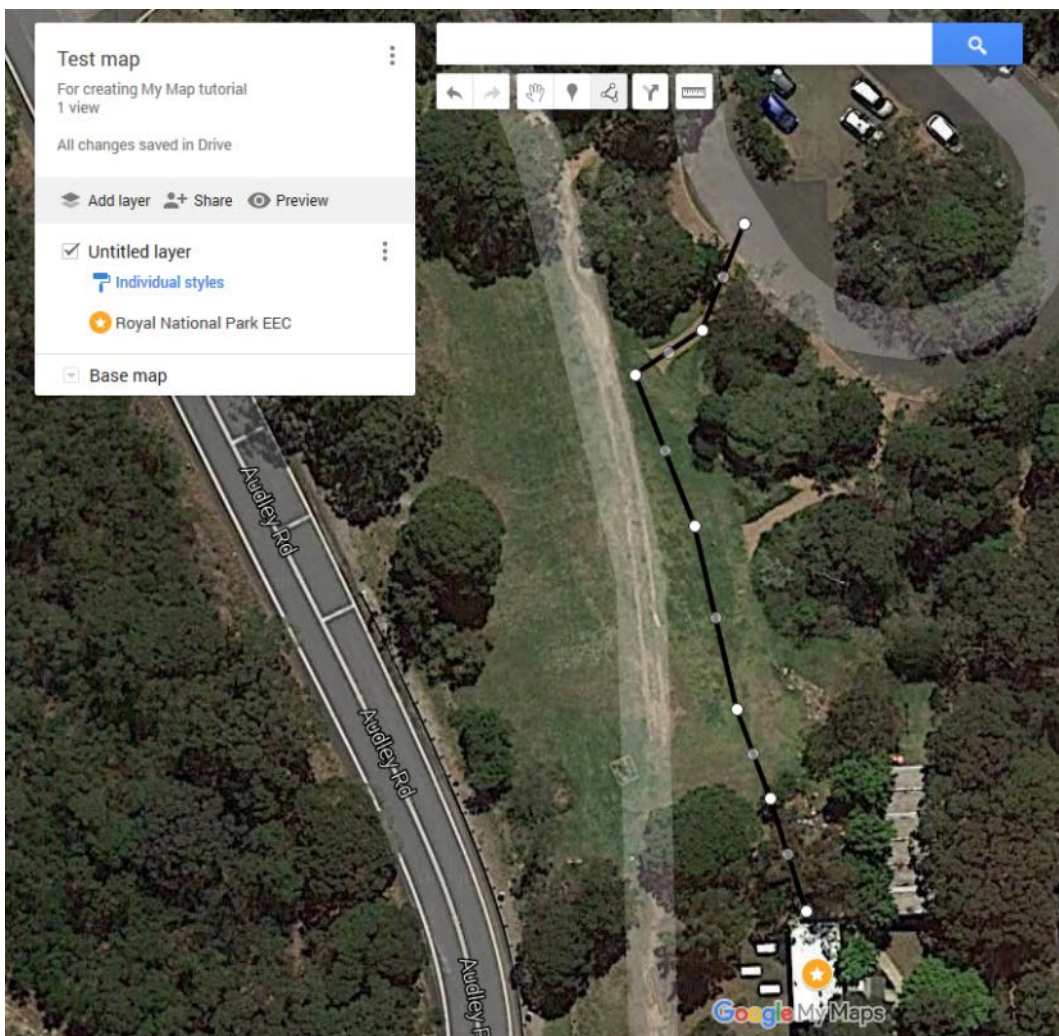 Test map
For creating My Map tutorial
1 view
All changes saved in Drive
Add layer Share Preview
Untitled layer
Individual styles
Royal National Park EEC
Base map
Audley Rd
Audley Rd
Audley R
Google My Maps